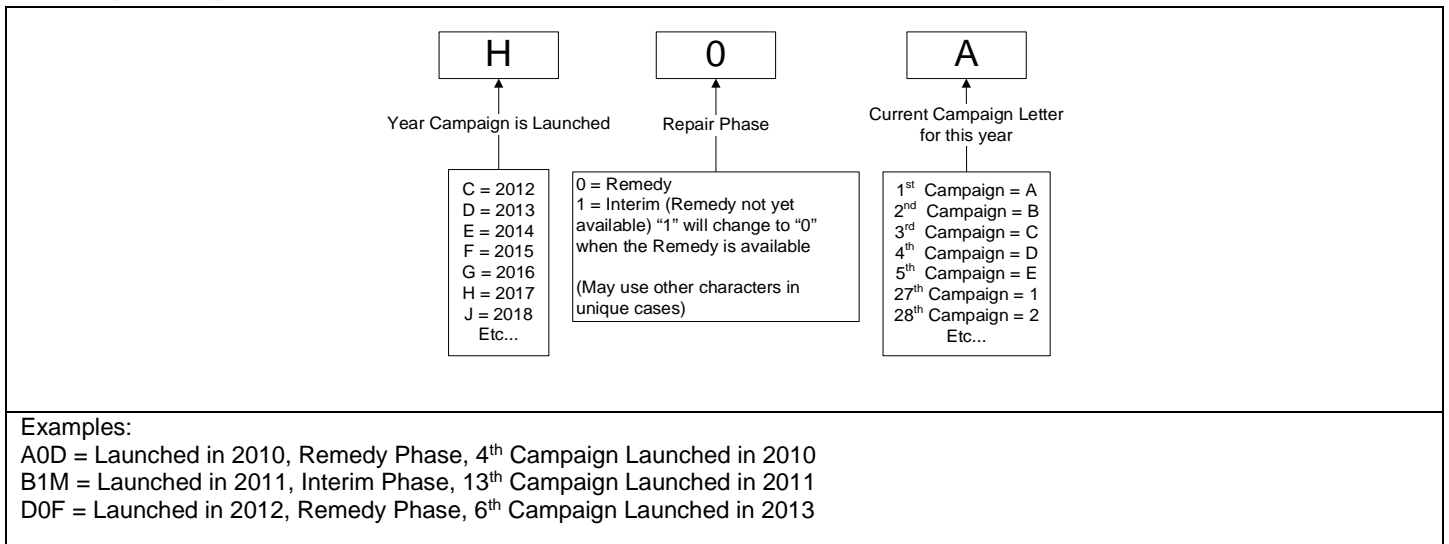 H 0 A
Year Campaign is Launched
Repair Phase
Current Campaign Letter
for this year
C = 2012
D = 2013
E = 2014
F = 2015
G = 2016
H = 2017
J = 2018
Etc...
0 = Remedy
1 = Interim (Remedy not yet
available) “1” will change to “0”
when the Remedy is available
(May use other characters in
unique cases)
1st Campaign = A
2nd Campaign = B
3rd Campaign = C
4th Campaign = D
5th Campaign = E
27th Campaign = 1
28th Campaign = 2
Etc...
Examples:
A0D = Launched in 2010, Remedy Phase, 4th Campaign Launched in 2010
B1M = Launched in 2011, Interim Phase, 13th Campaign Launched in 2011
D0F = Launched in 2012, Remedy Phase, 6th Campaign Launched in 2013